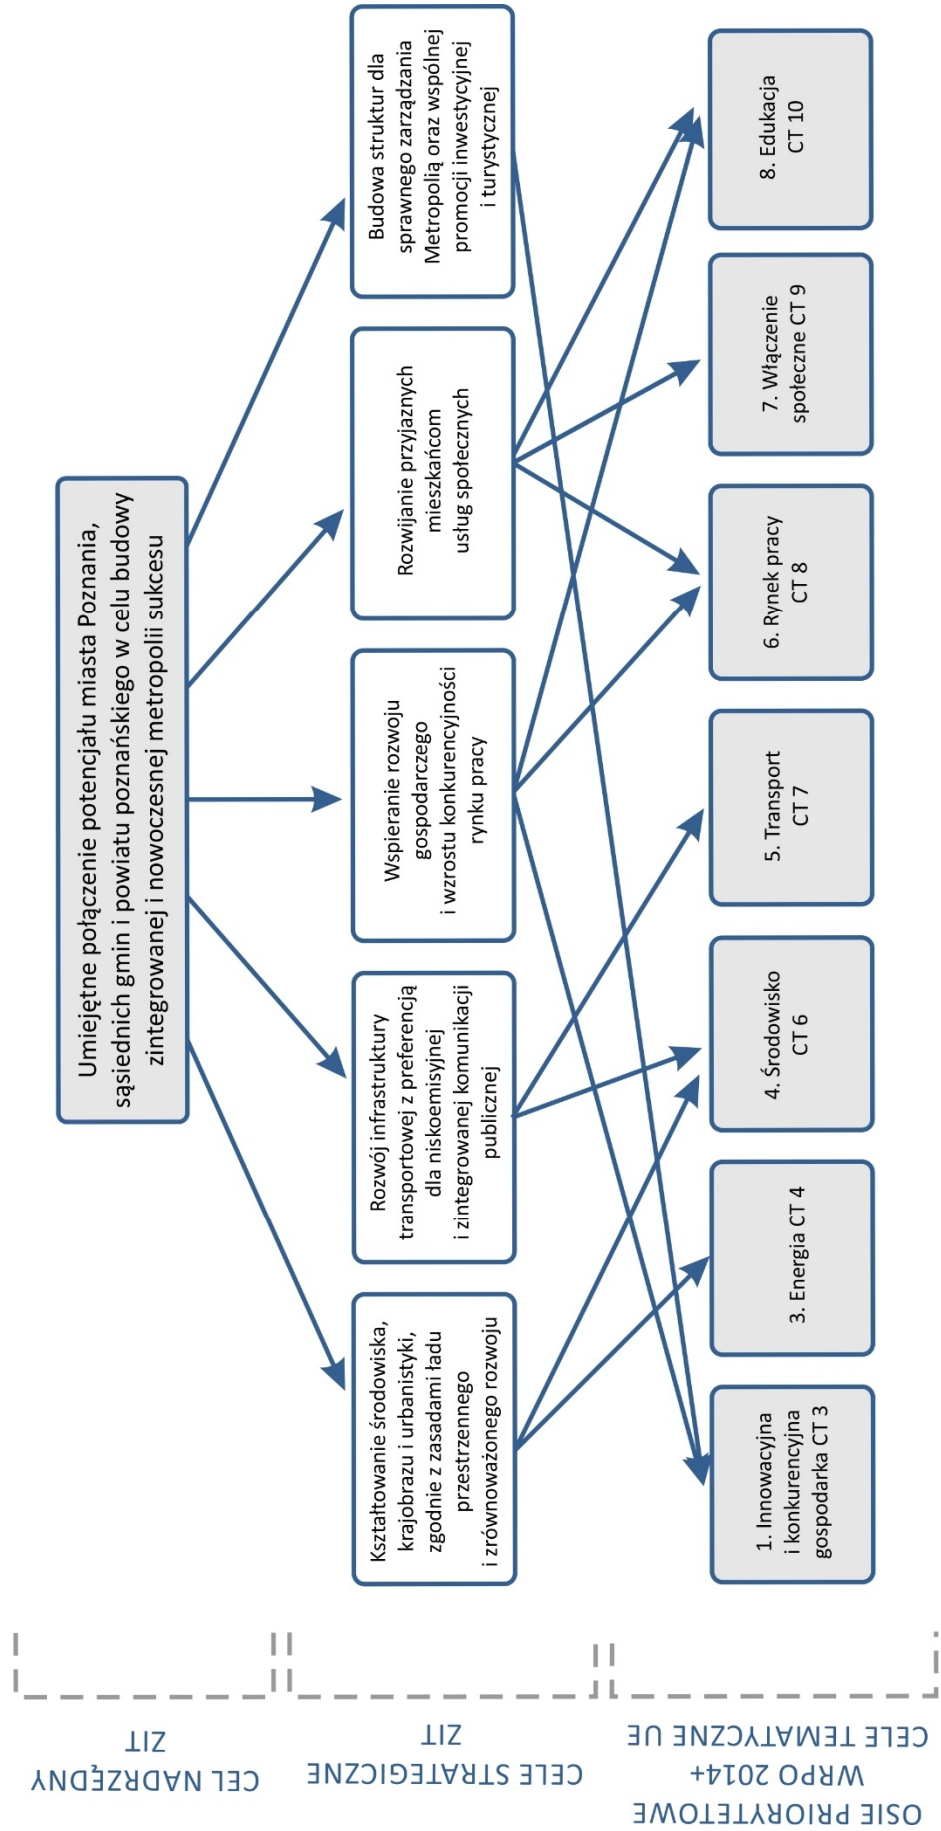 CEL NADRZĘDNY
ZIT
Umiejętne połączenie potencjału miasta Poznania,
sąsiednich gmin i powiatu poznańskiego w celu budowy
zintegrowanej i nowoczesnej metropolii sukcesu
CELE STRATEGICZNE
ZIT
Kształtowanie środowiska,
krajobrazu i urbanistyki,
zgodnie z zasadami ładu
przestrzennego
i zrównoważonego rozwoju
Rozwój infrastruktury
transportowej z preferencją
dla niskoemisyjnej
i zintegrowanej komunikacji
publicznej
Wspieranie rozwoju
gospodarczego
i wzrostu konkurencyjności
rynku pracy
Rozwijanie przyjaznych
mieszkańcom
usług społecznych
Budowa struktur dla
sprawnego zarządzania
Metropolią oraz wspólnej
promocji inwestycyjnej
i turystycznej
OSIE PRIORYTETOWE
WRPO 2014+
CELE TEMATYCZNE UE
1. Innowacyjna
i konkurencyjna
gospodarka CT 3
3. Energia CT 4
4. Środowisko
CT 6
5. Transport
CT 7
6. Rynek pracy
CT 8
7. Włączenie
społeczne CT 9
8. Edukacja
CT 10